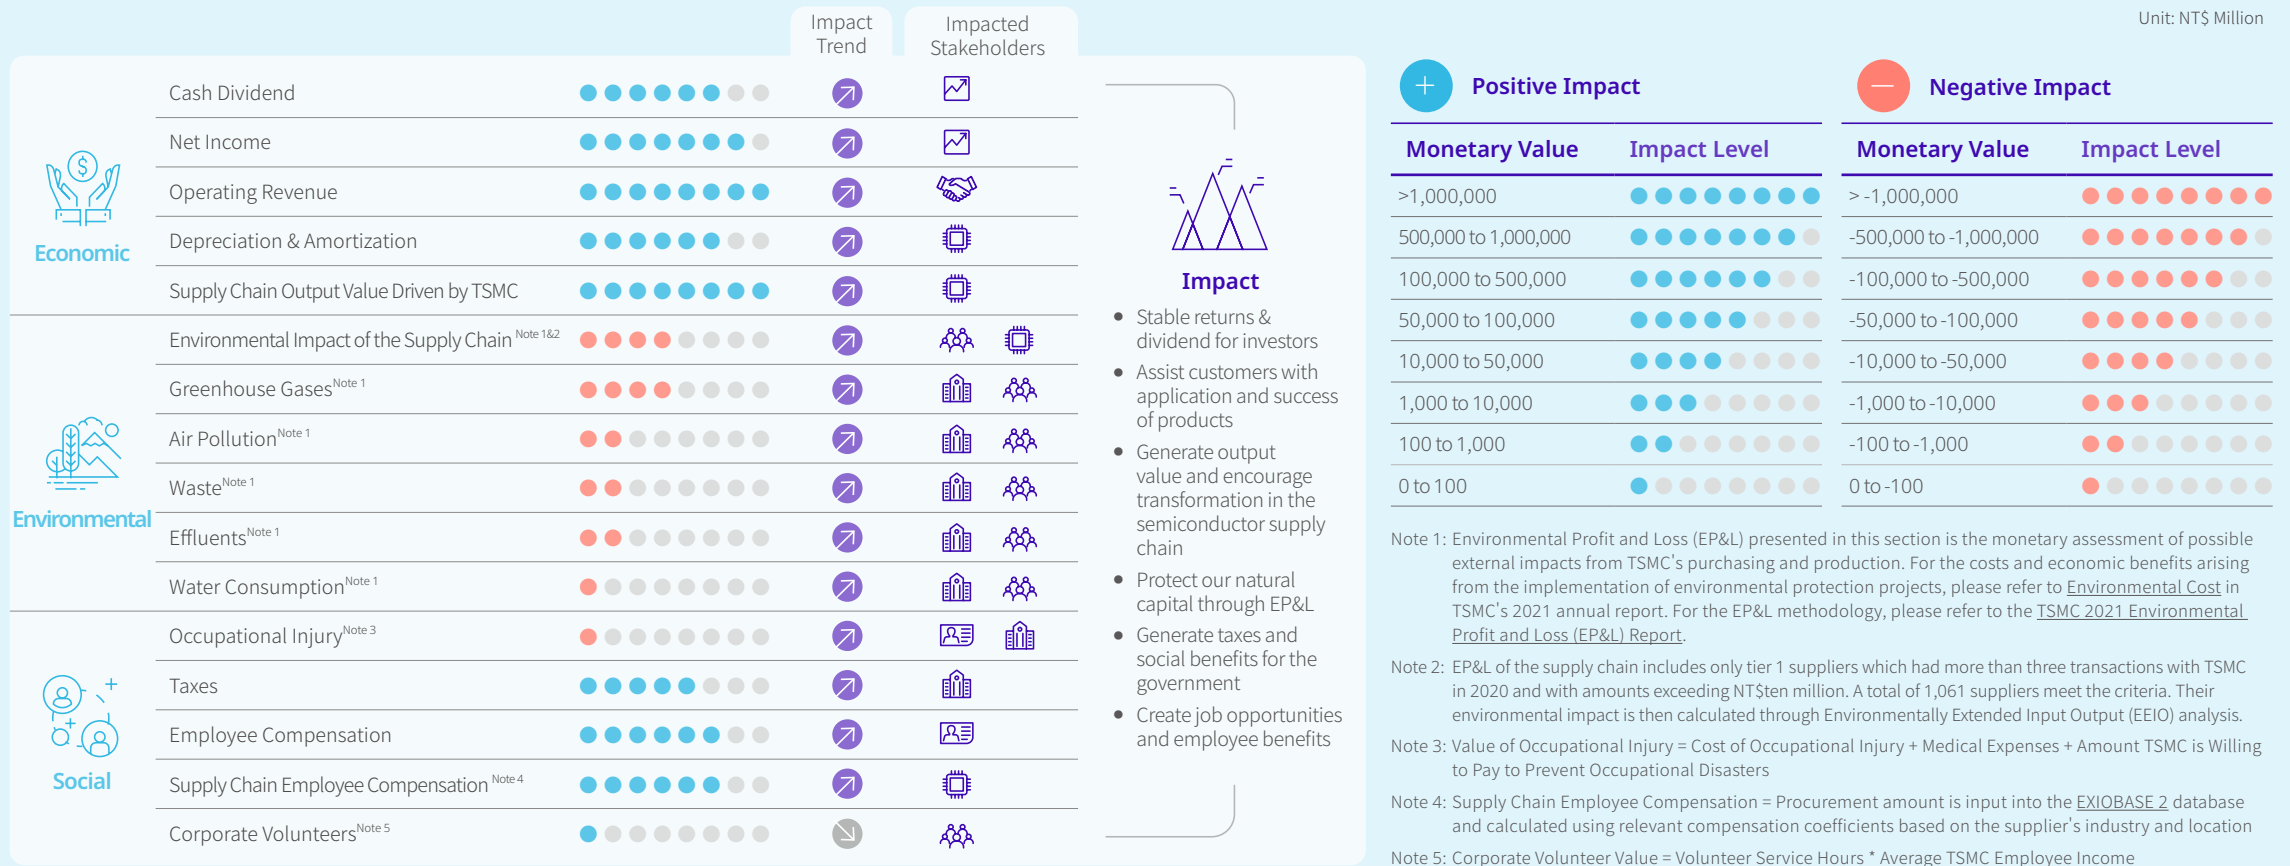 Impact
Trend
Impacted
Stakeholders
Unit: NT$ Million
Economic
Cash Dividend
Net Income
Operating Revenue
Depreciation & Amortization
Supply Chain Output Value Driven by TSMC
Environmental
Environmental Impact of the Supply Chain Note 1&2
Greenhouse Gases Note 1
Air Pollution Note 1
Waste Note 1
Effluents Note 1
Water Consumption Note 1
Social
Occupational Injury Note 3
Taxes
Employee Compensation
Supply Chain Employee Compensation Note 4
Corporate Volunteers Note 5
Impact
• Stable returns &
dividend for investors
• Assist customers with
application and success
of products
• Generate output
value and encourage
transformation in the
semiconductor supply
chain
• Protect our natural
capital through EP&L
• Generate taxes and
social benefits for the
government
• Create job opportunities
and employee benefits
Positive Impact
Monetary Value Impact Level
>1,000,000
500,000 to 1,000,000
100,000 to 500,000
50,000 to 100,000
10,000 to 50,000
1,000 to 10,000
100 to 1,000
0 to 100
Negative Impact
Monetary Value Impact Level
> -1,000,000
-500,000 to -1,000,000
-100,000 to -500,000
-50,000 to -100,000
-10,000 to -50,000
-1,000 to -10,000
-100 to -1,000
0 to -100
Note 1: Environmental Profit and Loss (EP&L) presented in this section is the monetary assessment of possible
external impacts from TSMC's purchasing and production. For the costs and economic benefits arising
from the implementation of environmental protection projects, please refer to Environmental Cost in
TSMC's 2021 annual report. For the EP&L methodology, please refer to the TSMC 2021 Environmental
Profit and Loss (EP&L) Report.
Note 2: EP&L of the supply chain includes only tier 1 suppliers which had more than three transactions with TSMC
in 2020 and with amounts exceeding NT$ten million. A total of 1,061 suppliers meet the criteria. Their
environmental impact is then calculated through Environmentally Extended Input Output (EEIO) analysis.
Note 3: Value of Occupational Injury = Cost of Occupational Injury + Medical Expenses + Amount TSMC is Willing
to Pay to Prevent Occupational Disasters
Note 4: Supply Chain Employee Compensation = Procurement amount is input into the EXIOBASE 2 database
and calculated using relevant compensation coefficients based on the supplier's industry and location
Note 5: Corporate Volunteer Value = Volunteer Service Hours * Average TSMC Employee Income